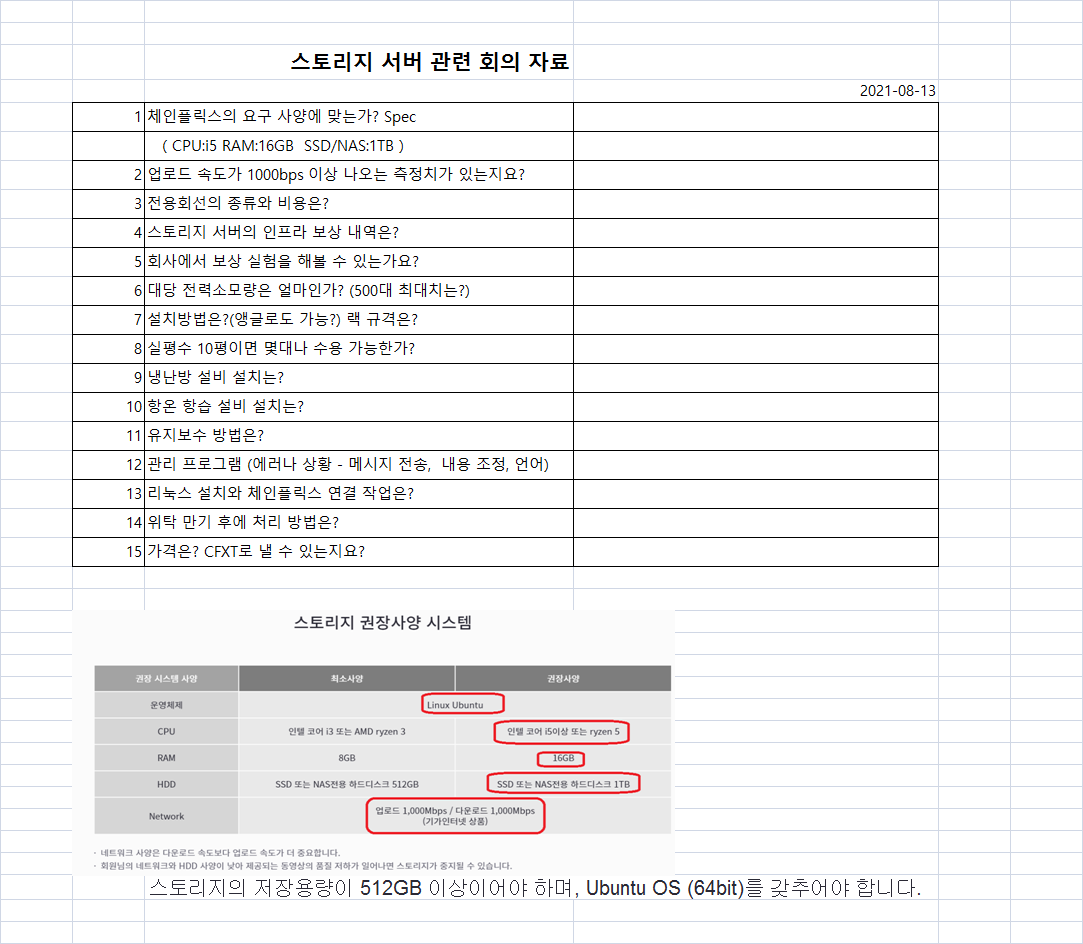 스토리지 서버 관련 회의 자료
2021-08-13
1 체인플릭스의 요구 사양에 맞는가? Spec
( CPU:i5 RAM:16GB  SSD/NAS:1TB )
2 업로드 속도가 1000bps 이상 나오는 측정치가 있는지요?
3 전용회선의 종류와 비용은?
4 스토리지 서버의 인프라 보상 내역은?
5 회사에서 보상 실험을 해볼 수 있는가요?
6 대당 전력소모량은 얼마인가? (500대 최대치는?)
7 설치방법은?(앵글로도 가능?) 랙 규격은?
8 실평수 10평이면 몇대나 수용 가능한가?
9 냉난방 설비 설치는?
10 항온 항습 설비 설치는?
11 유지보수 방법은?
12 관리 프로그램 (에러나 상황 - 메시지 전송,  내용 조정, 언어)
13 리눅스 설치와 체인플릭스 연결 작업은?
14 위탁 만기 후에 처리 방법은?
15 가격은? CFXT로 낼 수 있는지요?
스토리지 권장사양 시스템
권장 시스템 사양 최소사양 권장사양
운영체제 Linux Ubuntu
CPU 인텔 코어 i3 또는 AMD ryzen 3 인텔 코어 i5이상 또는 ryzen 5
RAM 8GB 16GB
HDD SSD 또는 NAS전용 하드디스크 512GB SSD 또는 NAS전용 하드디스크 1TB
Network 업로드 1,000Mbps / 다운로드 1,000Mbps
(기가인터넷 상품)
· 네트워크 사양은 다운로드 속도보다 업로드 속도가 더 중요합니다.
· 회원님의 네트워크와 HDD 사양이 낮아 제공되는 동영상의 품질 저하가 일어나면 스토리지가 중지될 수 있습니다.
스토리지의 저장용량이 512GB 이상이어야 하며, Ubuntu OS (64bit)를 갖추어야 합니다.